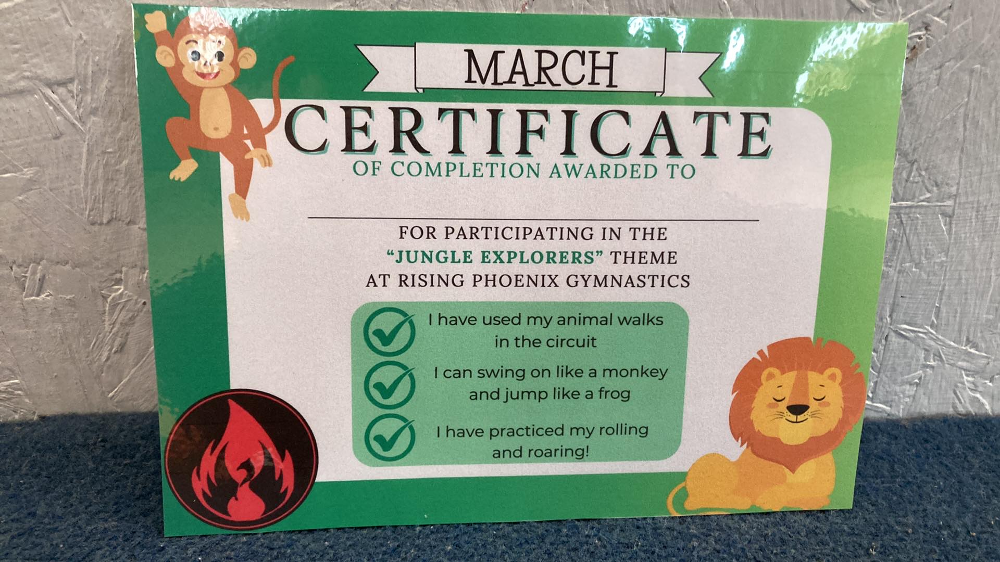 MARCH
CERTIFICATE
OF COMPLETION AWARDED TO
FOR PARTICIPATING IN THE
“JUNGLE EXPLORERS” THEME
AT RISING PHOENIX GYMNASTICS
I have used my animal walks
in the circuit
I can swing on like a monkey
and jump like a frog
I have practiced my rolling
and roaring!